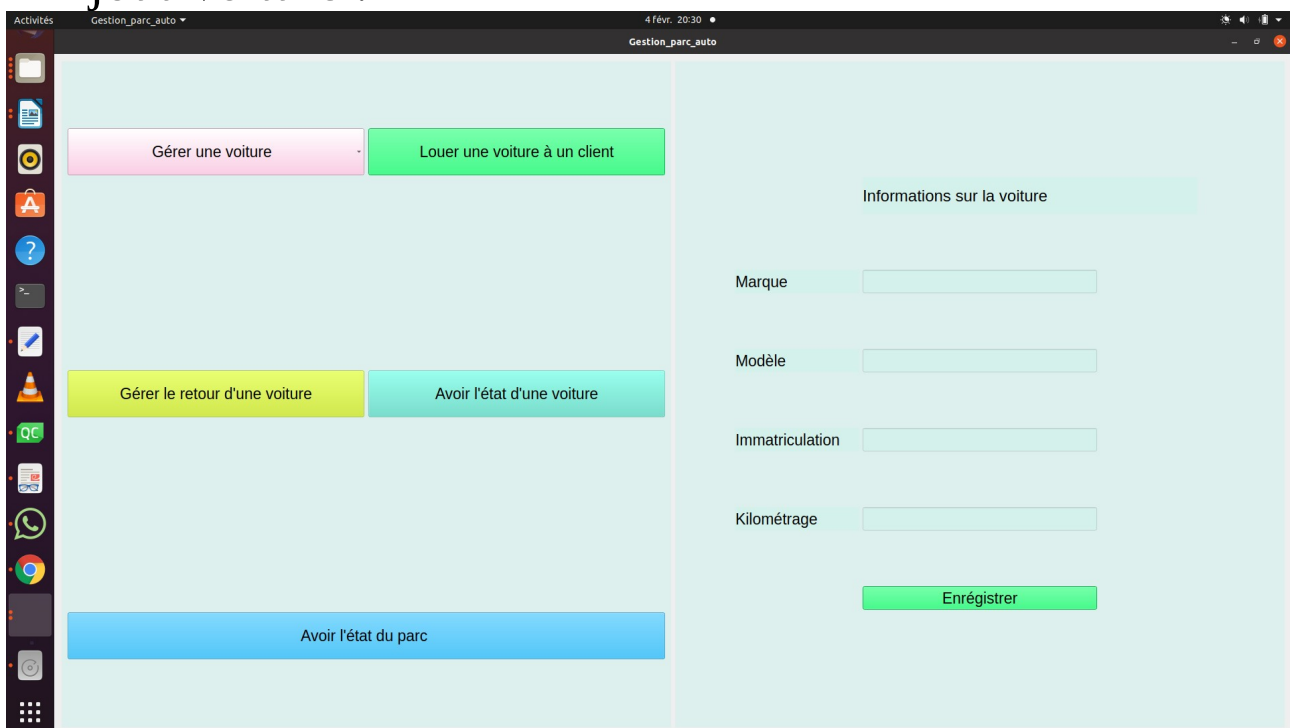 Activités Gestion_parc_auto 4 févr. 20:30
Gestion_parc_auto
Gérer une voiture
Louer une voiture à un client
Gérer le retour d'une voiture
Avoir l'état d'une voiture
Avoir l'état du parc
Informations sur la voiture
Marque
Modèle
Immatriculation
Kilométrage
Enrégistrer
QC